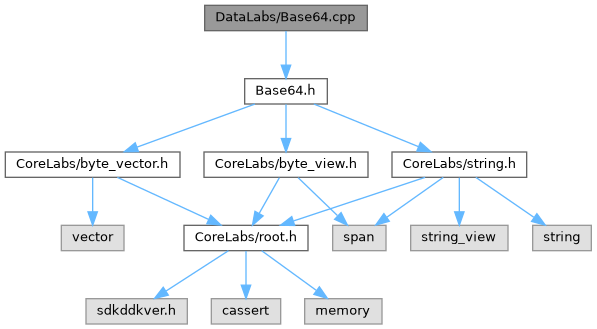 DataLabs/Base64.cpp
Base64.h
CoreLabs/byte_vector.h
CoreLabs/byte_view.h
CoreLabs/string.h
vector
CoreLabs/root.h
span
string_view
string
sdkddkver.h
cassert
memory